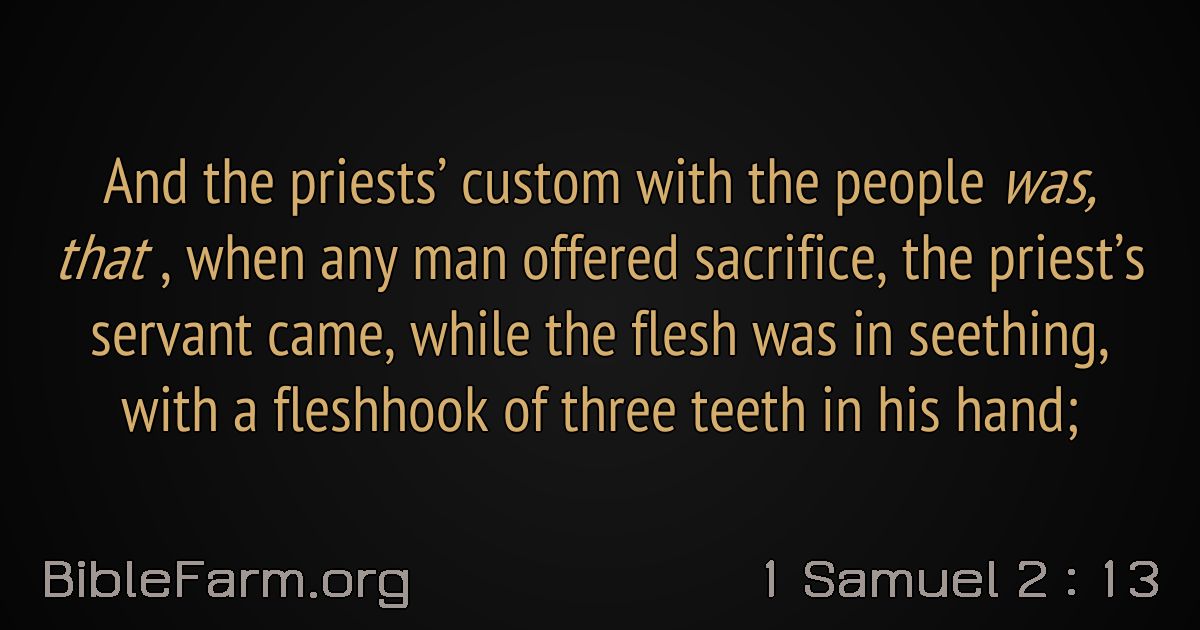 And the priests’ custom with the people was,
that , when any man offered sacrifice, the priest’s
servant came, while the flesh was in seething,
with a fleshhook of three teeth in his hand;
BibleFarm.org
1 Samuel 2 : 13